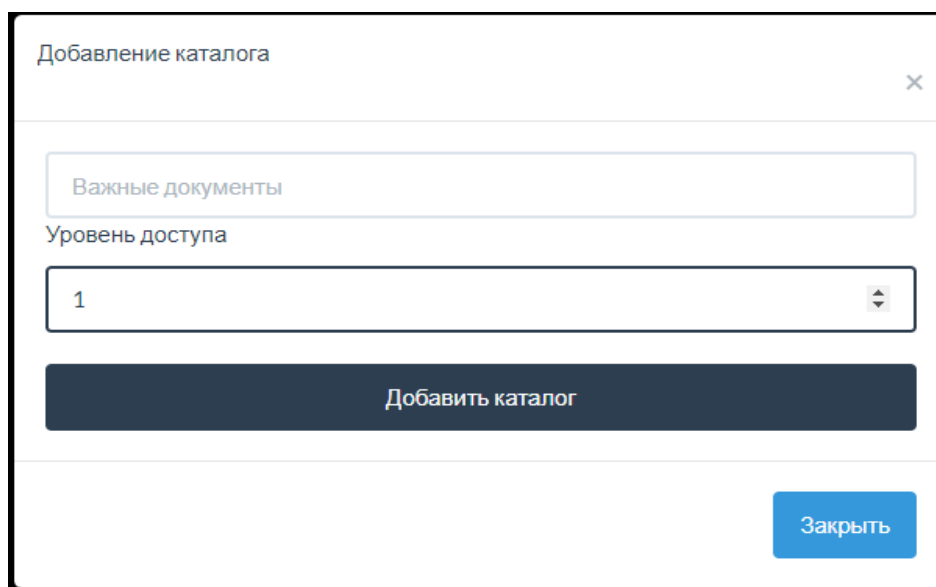 Добавление каталога
×
Важные документы
Уровень доступа
1
Добавить каталог
Закрыть